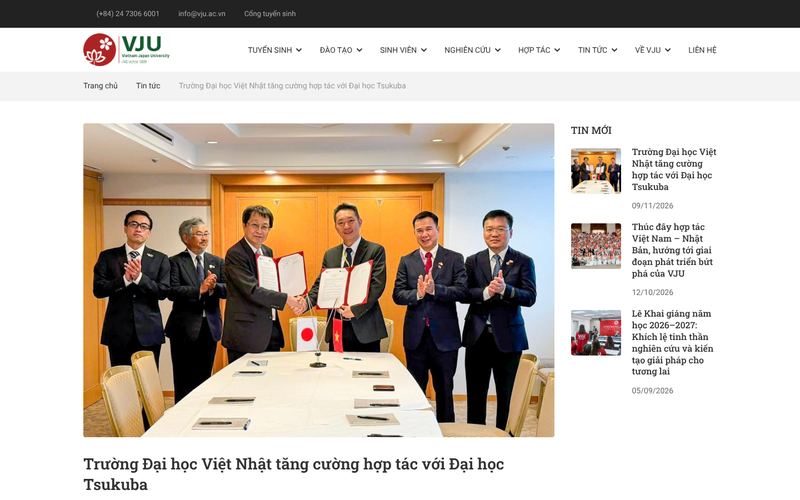 (+84) 24 7306 6001 info@vju.ac.vn Cổng tuyển sinh
VJU
Vietnam Japan University
TUYỂN SINH ĐÀO TẠO SINH VIÊN NGHIÊN CỨU HỢP TÁC TIN TỨC VỀ VJU LIÊN HỆ
Trang chủ Tin tức Trường Đại học Việt Nhật tăng cường hợp tác với Đại học Tsukuba
TIN MỚI
Trường Đại học Việt
Nhật tăng cường
hợp tác với Đại học
Tsukuba
09/11/2026
Thúc đẩy hợp tác
Việt Nam – Nhật
Bản, hướng tới giai
đoạn phát triển bứt
phá của VJU
12/10/2026
Lễ Khai giảng năm
học 2026–2027:
Khích lệ tinh thần
nghiên cứu và kiến
tạo giải pháp cho
tương lai
05/09/2026
Trường Đại học Việt Nhật tăng cường hợp tác với Đại học
Tsukuba